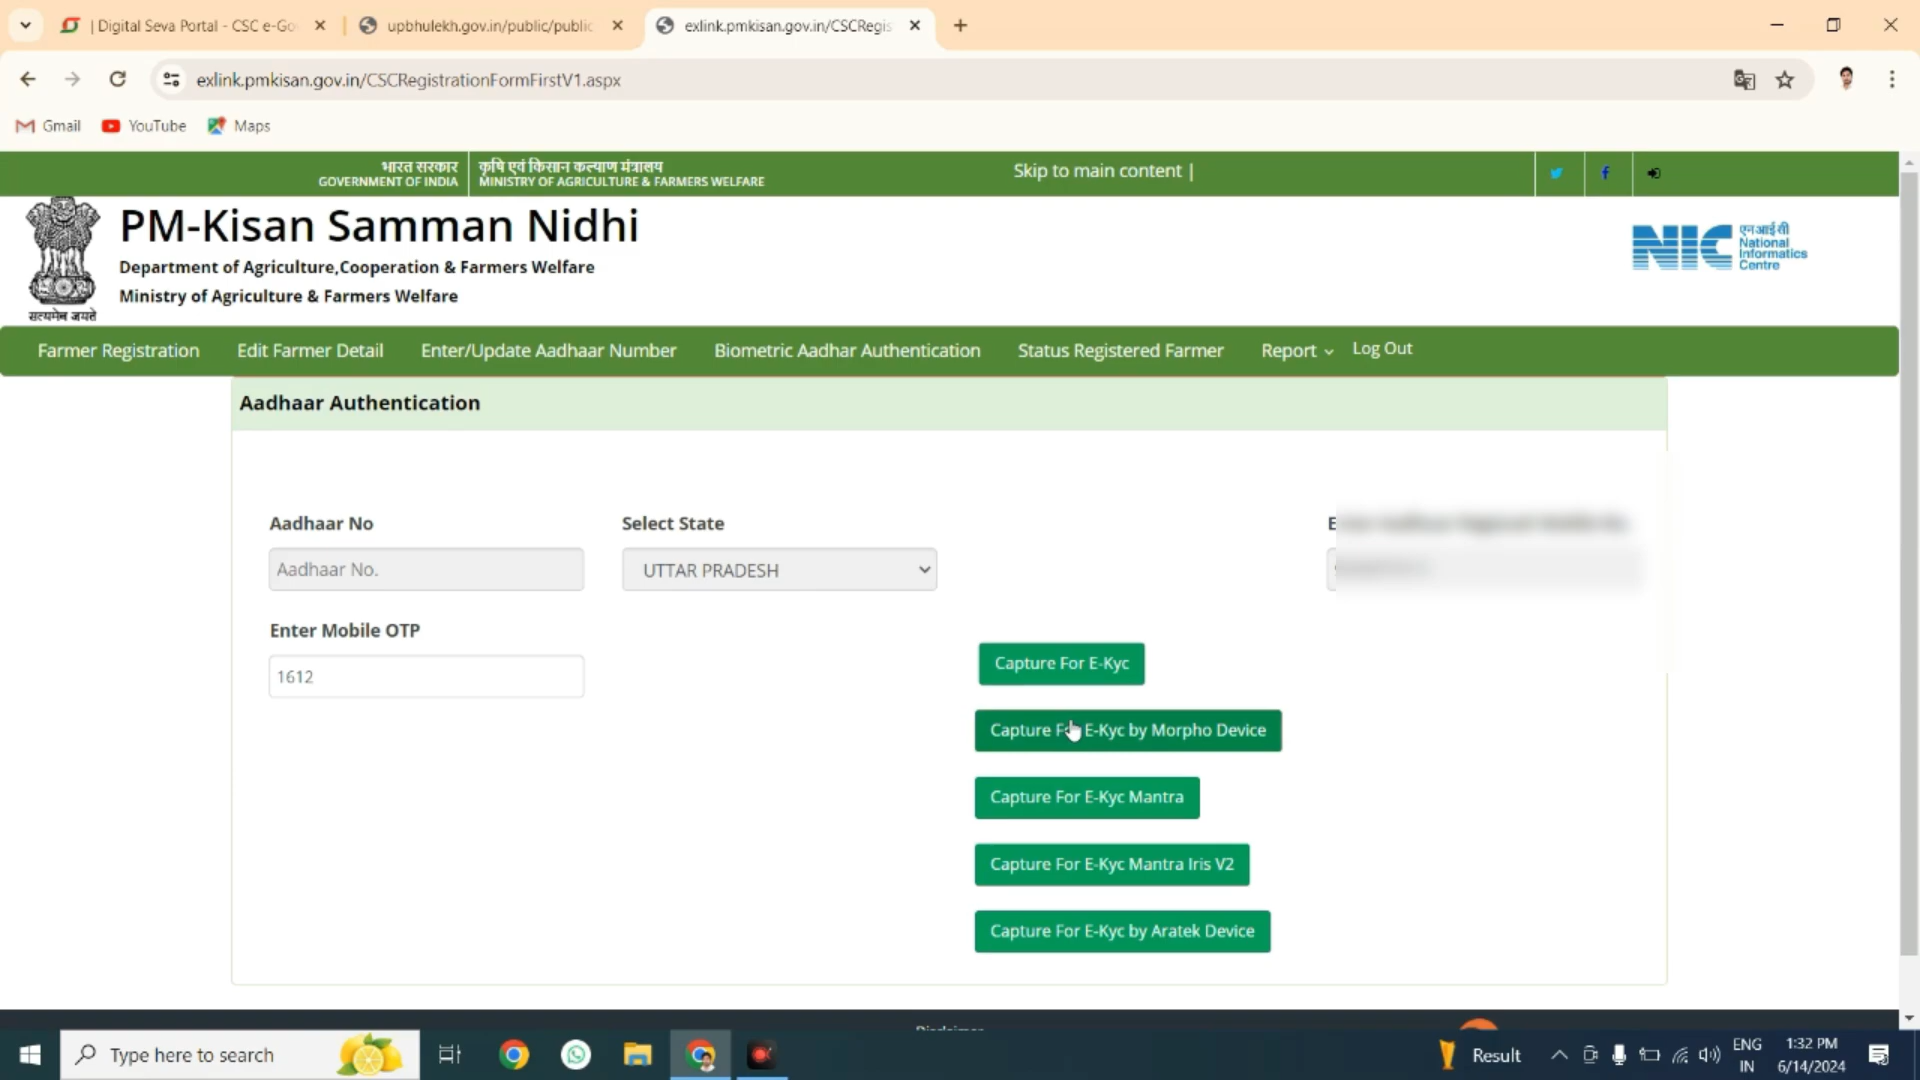 | Digital Seva Portal - CSC e-Go
upbhulekh.gov.in/public/public
exlink.pmkisan.gov.in/CSCRegis
exlink.pmkisan.gov.in/CSCRegistrationFormFirstV1.aspx
Gmail
YouTube
Maps
भारत सरकार
GOVERNMENT OF INDIA
कृषि एवं किसान कल्याण मंत्रालय
MINISTRY OF AGRICULTURE & FARMERS WELFARE
Skip to main content |
PM-Kisan Samman Nidhi
Department of Agriculture,Cooperation & Farmers Welfare
Ministry of Agriculture & Farmers Welfare
सत्यमेव जयते
NIC
एन आई सी
National
Informatics
Centre
Farmer Registration
Edit Farmer Detail
Enter/Update Aadhaar Number
Biometric Aadhar Authentication
Status Registered Farmer
Report
Log Out
Aadhaar Authentication
Aadhaar No
Select State
Aadhaar No.
UTTAR PRADESH
Enter Mobile OTP
1612
Capture For E-Kyc
Capture For E-Kyc by Morpho Device
Capture For E-Kyc Mantra
Capture For E-Kyc Mantra Iris V2
Capture For E-Kyc by Aratek Device
Disclaimer
Type here to search
Result
ENG
IN
1:32 PM
6/14/2024